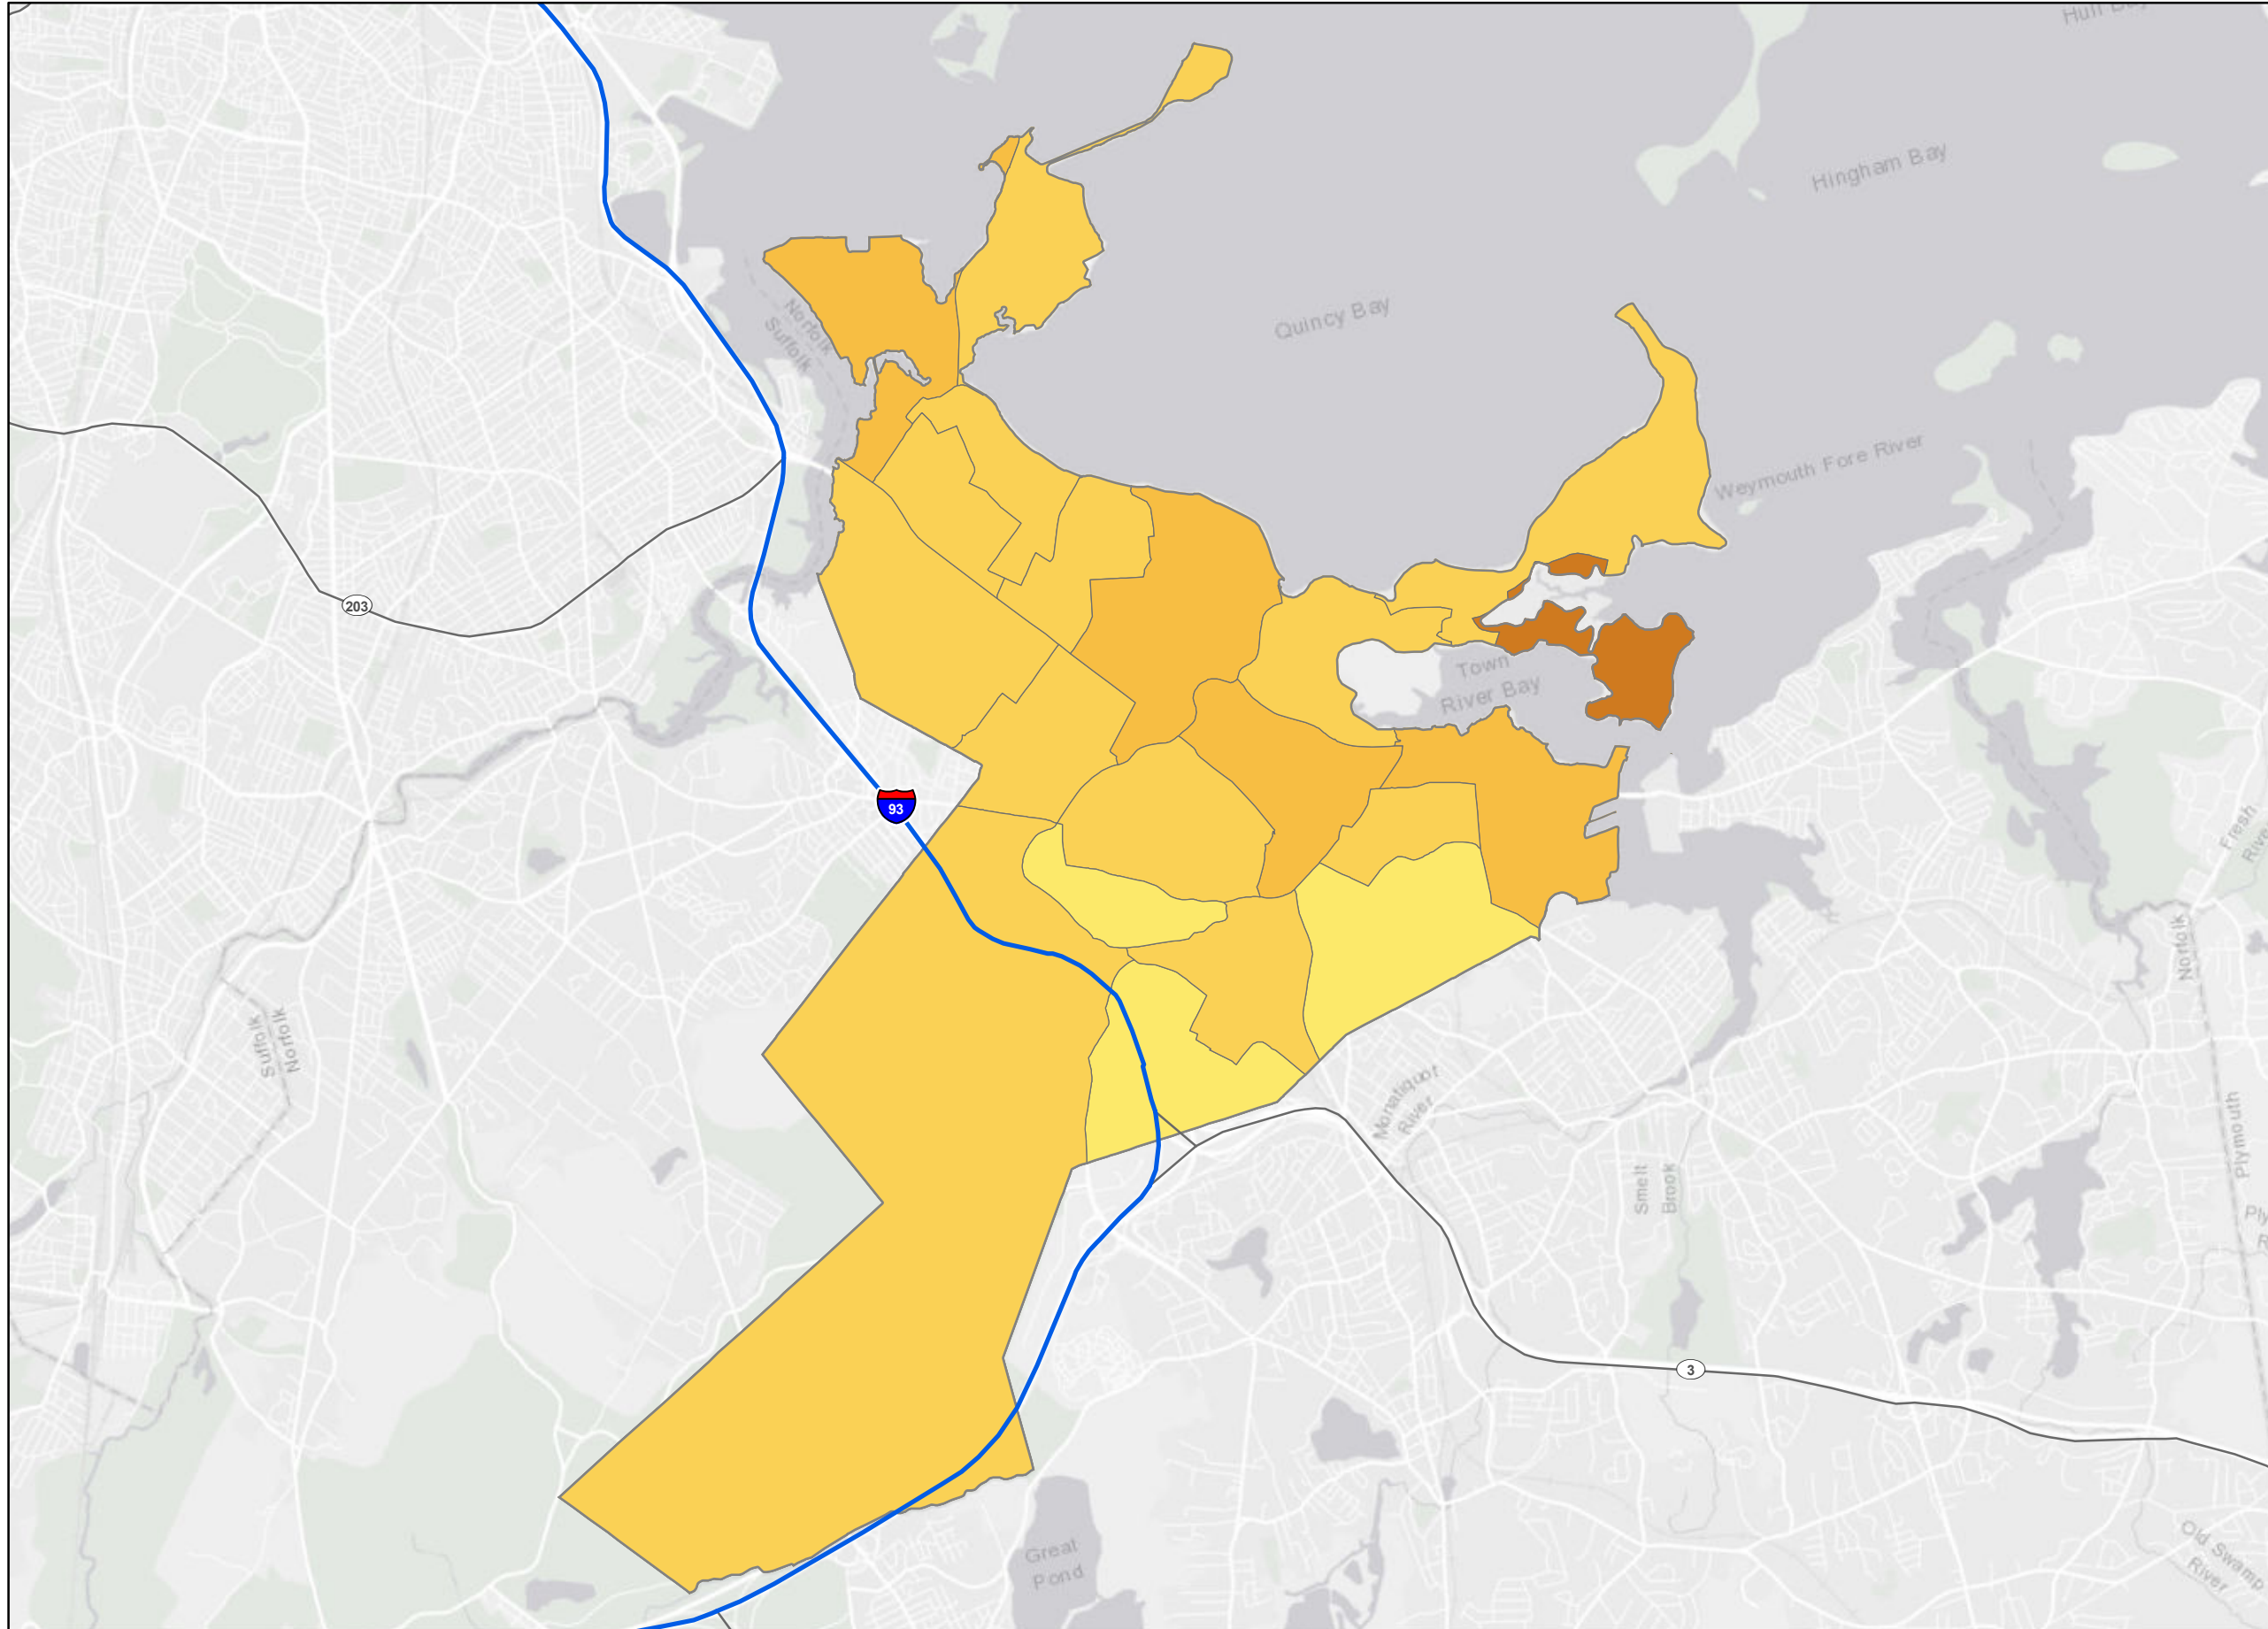 Hingham Bay
Quincy Bay
Norfolk
Suffolk
Weymouth Fore River
203
Town
River Bay
93
Fresh
Norfolk
Suffolk
Norfolk
Monatiquot
River
Plymouth
Smelt
Brook
3
Great
Pond
Old Swamp
River